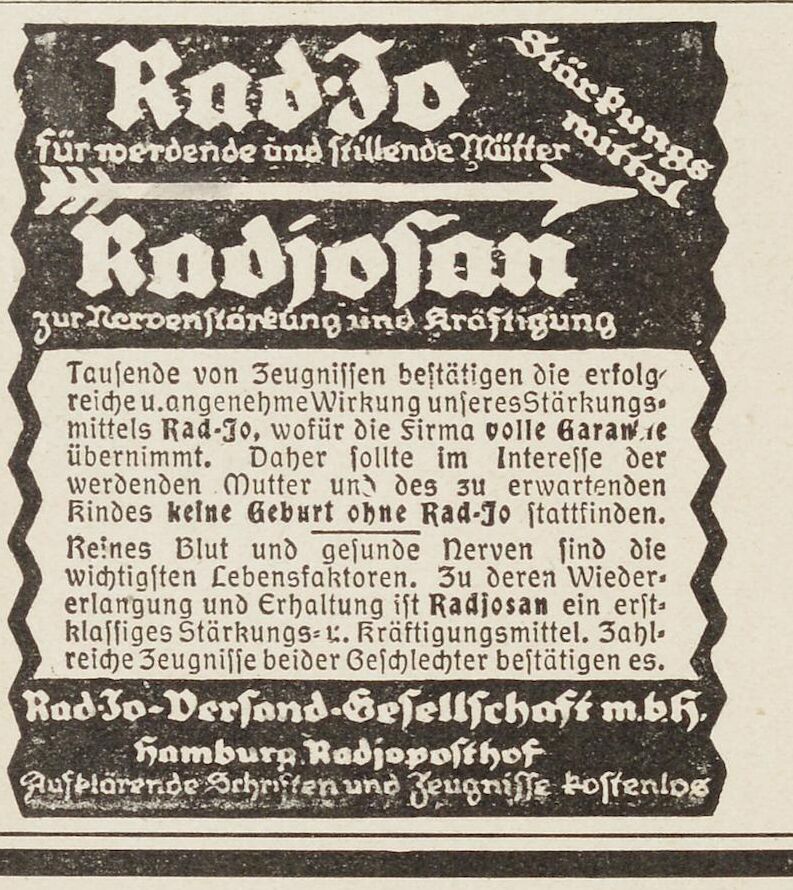 Rad-Jo
Stärkungs
mittel
für werdende und stillende Mütter
Radjosan
zur Nervenstärkung und Kräftigung
Tausende von Zeugnissen bestätigen die erfolg-
reiche u. angenehme Wirkung unseres Stärkungs-
mittels Rad-Jo, wofür die Firma volle Garantie
übernimmt. Daher sollte im Interesse der
werdenden Mutter und des zu erwartenden
Kindes keine Geburt ohne Rad-Jo stattfinden.
Reines Blut und gesunde Nerven sind die
wichtigsten Lebensfaktoren. Zu deren Wieder-
erlangung und Erhaltung ist Radjosan ein erst-
klassiges Stärkungs- u. Kräftigungsmittel. Zahl-
reiche Zeugnisse beider Geschlechter bestätigen es.
Rad-Jo-Versand-Gesellschaft m.b.H.
Hamburg, Radjoposthof
Aufklärende Schriften und Zeugnisse kostenlos